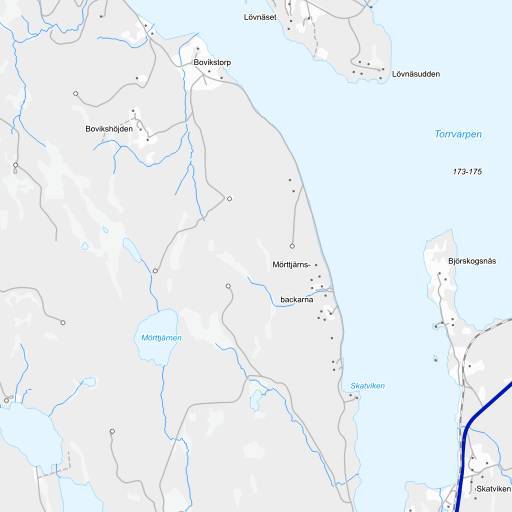 Lövnäset
Bovikstorp
Lövnäsudden
Bovikshöjden
Torrvarpen
173-175
Mörttjärns-
backarna
Björskogsnäs
Mörttjärnen
Skatviken
Skatviken